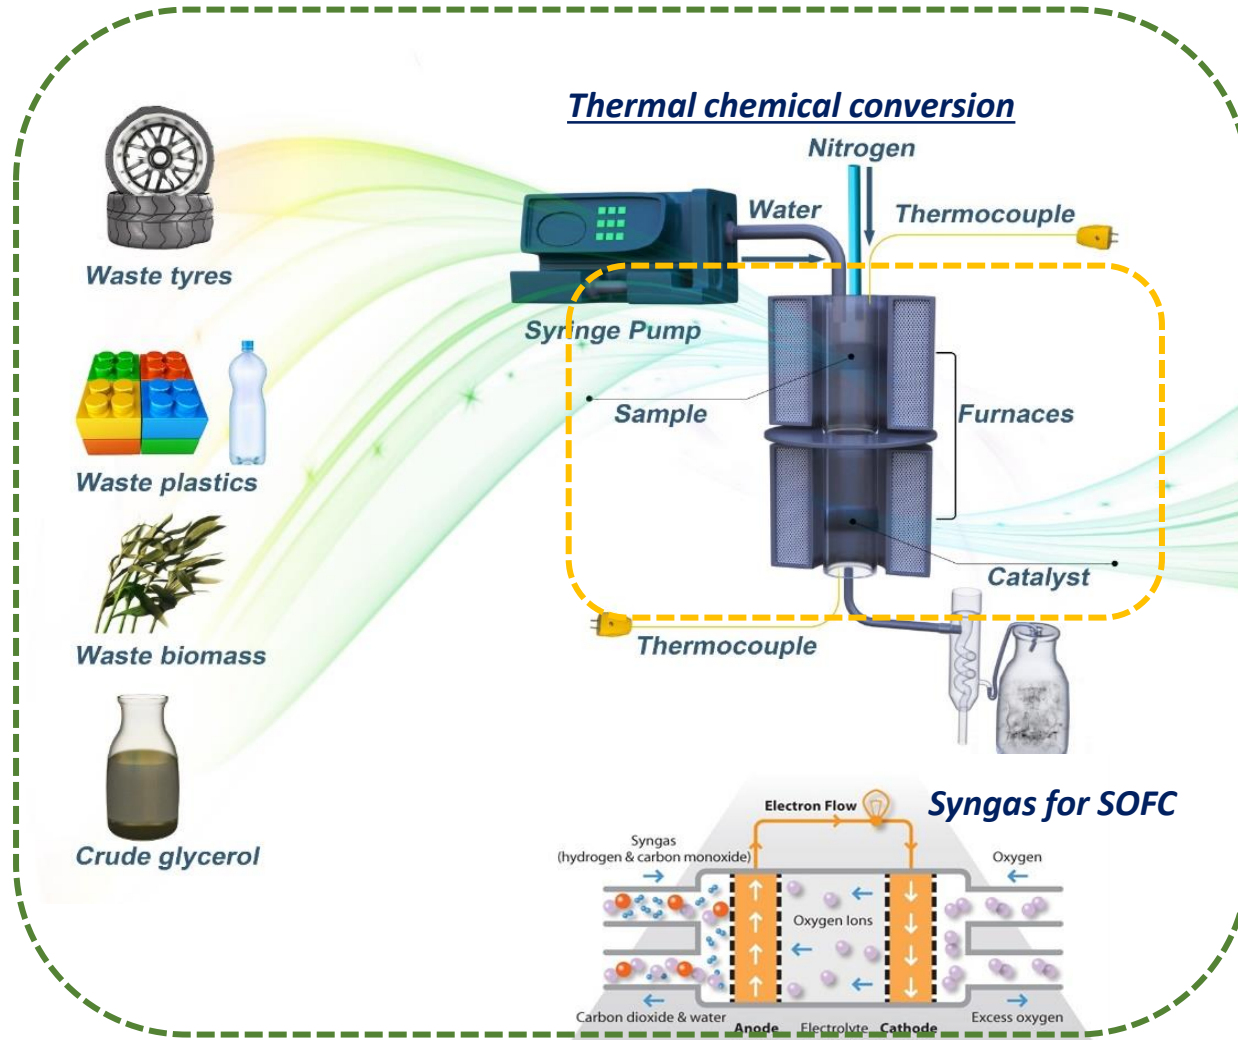 Thermal chemical conversion
Nitrogen
Water
Thermocouple
Waste tyres
Syringe Pump
Sample
Furnaces
Waste plastics
Catalyst
Waste biomass
Thermocouple
Crude glycerol
Syngas for SOFC
Electron Flow
Syngas
(hydrogen & carbon monoxide)
Oxygen
Oxygen Ions
Carbon dioxide & water
Excess oxygen
Anode
Electrolyte
Cathode